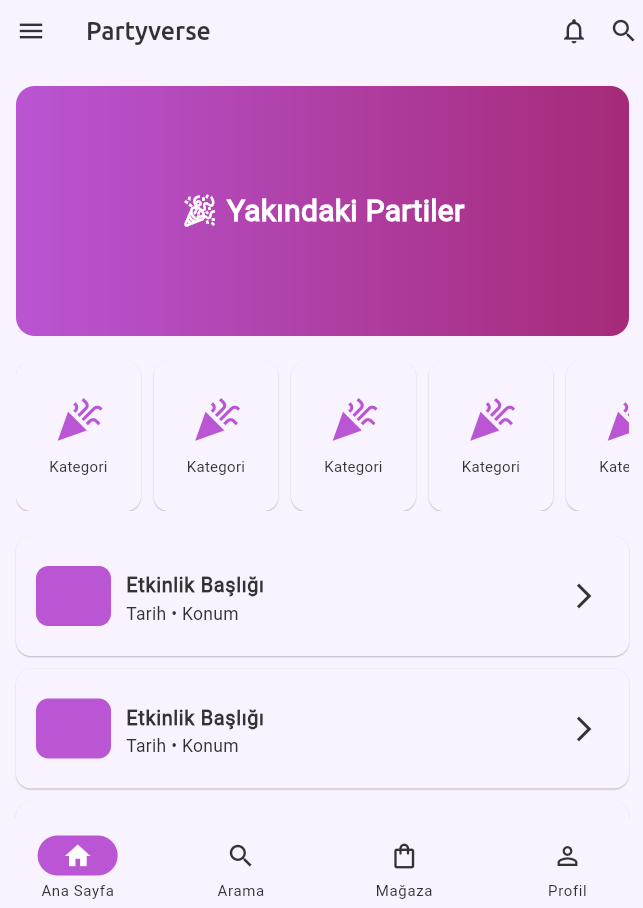 Partyverse
🎉 Yakındaki Partiler
Kategori Kategori Kategori Kategori Kate
Etkinlik Başlığı
Tarih • Konum
Etkinlik Başlığı
Tarih • Konum
Ana Sayfa Arama Mağaza Profil